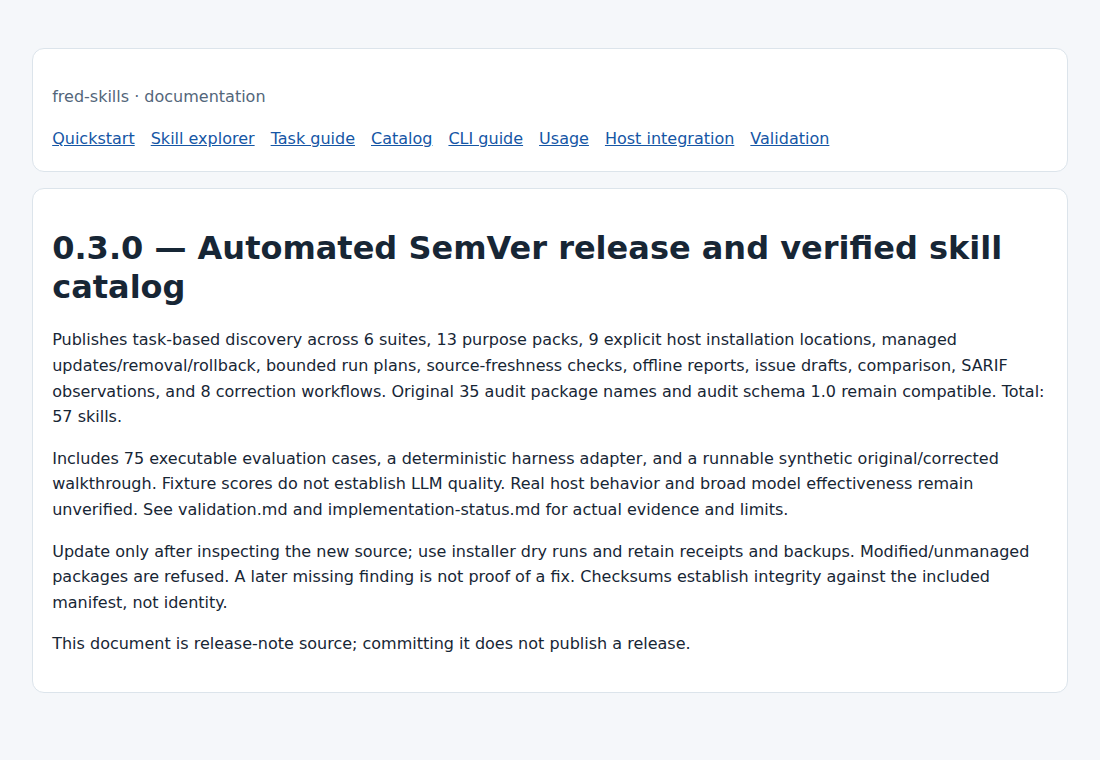 fred-skills · documentation
Quickstart Skill explorer Task guide Catalog CLI guide Usage Host integration Validation
0.3.0 — Automated SemVer release and verified skill
catalog
Publishes task-based discovery across 6 suites, 13 purpose packs, 9 explicit host installation locations, managed
updates/removal/rollback, bounded run plans, source-freshness checks, offline reports, issue drafts, comparison, SARIF
observations, and 8 correction workflows. Original 35 audit package names and audit schema 1.0 remain compatible. Total:
57 skills.
Includes 75 executable evaluation cases, a deterministic harness adapter, and a runnable synthetic original/corrected
walkthrough. Fixture scores do not establish LLM quality. Real host behavior and broad model effectiveness remain
unverified. See validation.md and implementation-status.md for actual evidence and limits.
Update only after inspecting the new source; use installer dry runs and retain receipts and backups. Modified/unmanaged
packages are refused. A later missing finding is not proof of a fix. Checksums establish integrity against the included
manifest, not identity.
This document is release-note source; committing it does not publish a release.